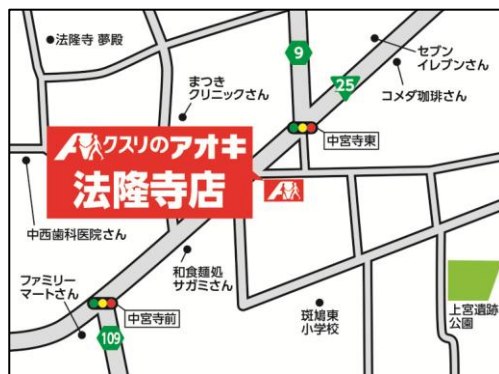 法隆寺 夢殿
9
セブン
イレブンさん
25
コメダ珈琲さん
まつき
クリニックさん
中宮寺東
クスリのアオキ
法隆寺店
中西歯科医院さん
和食麺処
サガミさん
ファミリー
マートさん
中宮寺前
109
斑鳩東
小学校
上宮遺跡
公園